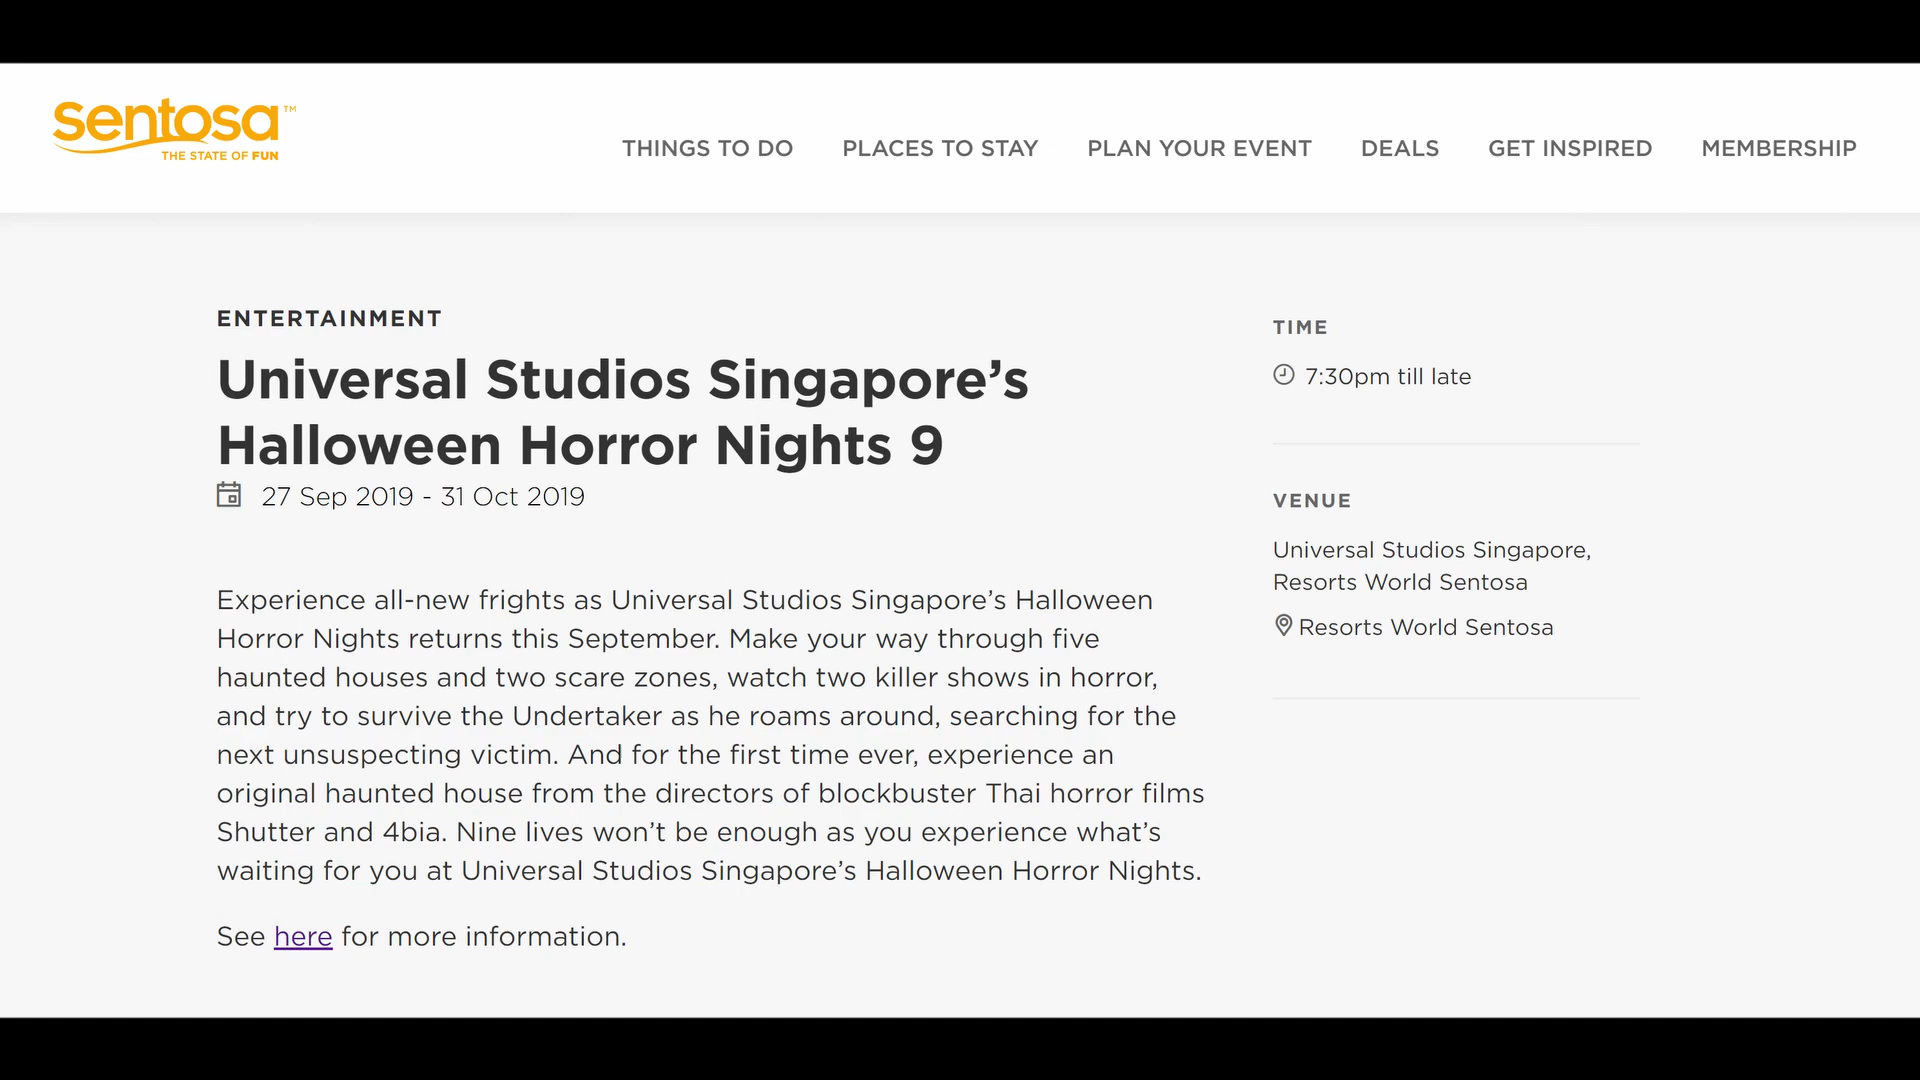 sentosa™
THE STATE OF FUN
THINGS TO DO
PLACES TO STAY
PLAN YOUR EVENT
DEALS
GET INSPIRED
MEMBERSHIP
ENTERTAINMENT
Universal Studios Singapore’s
Halloween Horror Nights 9
27 Sep 2019 - 31 Oct 2019
Experience all-new frights as Universal Studios Singapore’s Halloween
Horror Nights returns this September. Make your way through five
haunted houses and two scare zones, watch two killer shows in horror,
and try to survive the Undertaker as he roams around, searching for the
next unsuspecting victim. And for the first time ever, experience an
original haunted house from the directors of blockbuster Thai horror films
Shutter and 4bia. Nine lives won’t be enough as you experience what’s
waiting for you at Universal Studios Singapore’s Halloween Horror Nights.
See here for more information.
TIME
7:30pm till late
VENUE
Universal Studios Singapore,
Resorts World Sentosa
Resorts World Sentosa